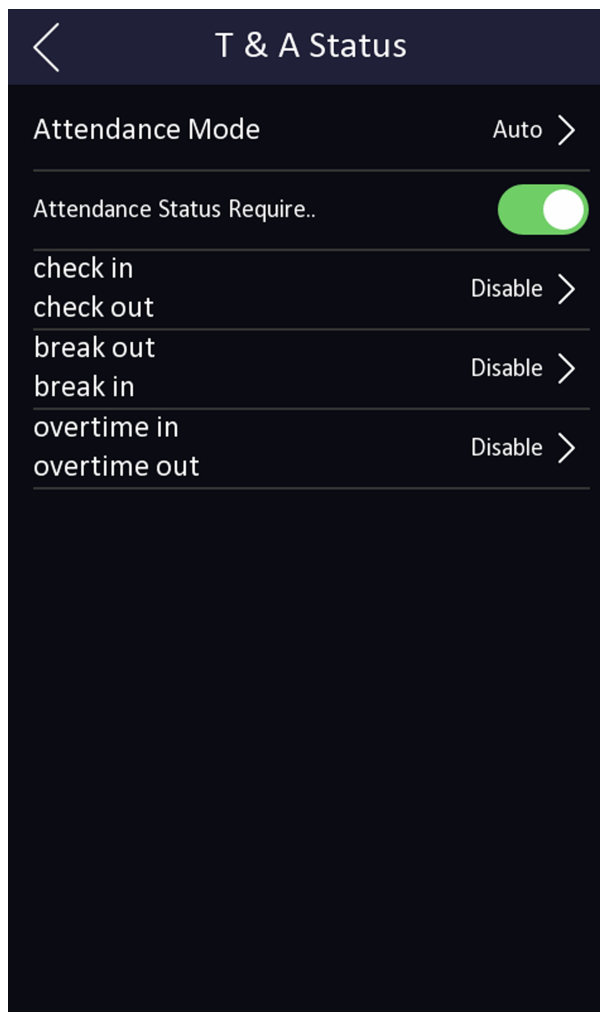 T & A Status
Attendance Mode Auto
Attendance Status Require..
check in
check out
Disable
break out
break in
Disable
overtime in
overtime out
Disable